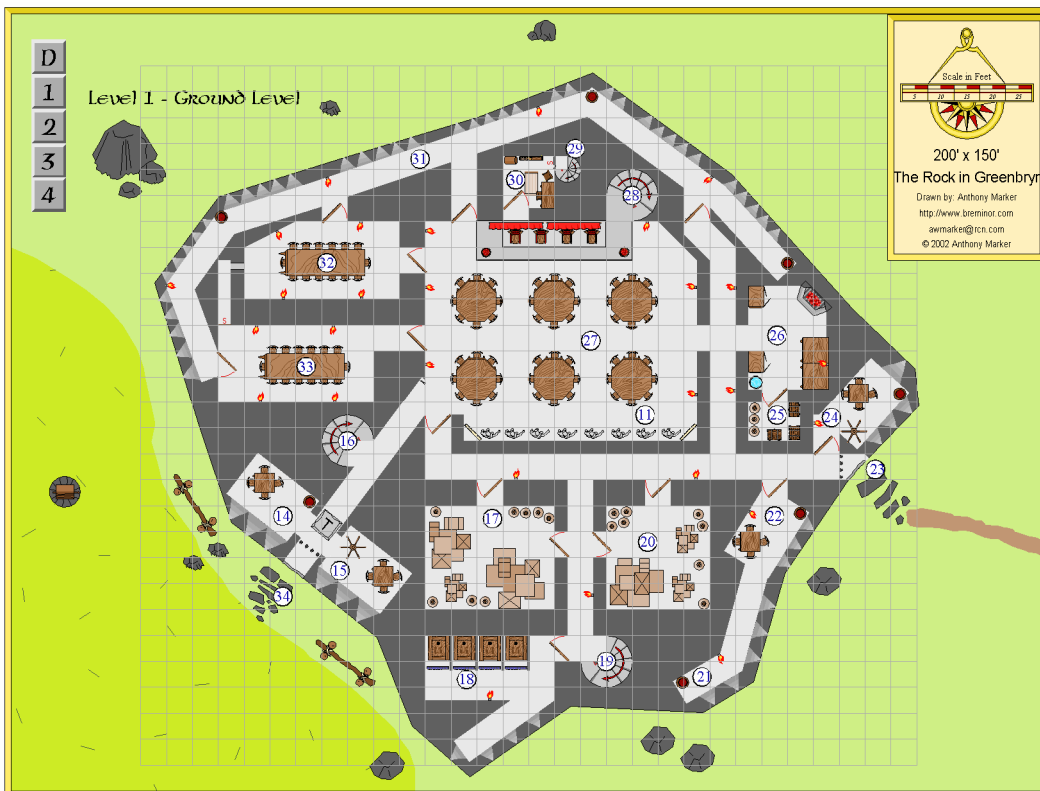 D
1
2
3
4
Level 1 - Ground Level
Scale in Feet
5 10 15 20 25
200' x 150'
The Rock in Greenbryr
Drawn by: Anthony Marker
http://www.breminor.com
awmarker@rcn.com
© 2002 Anthony Marker
29
31
S
30
28
32
S
27
26
33
11
25
24
16
23
14
17
22
T
20
15
34
19
18
21